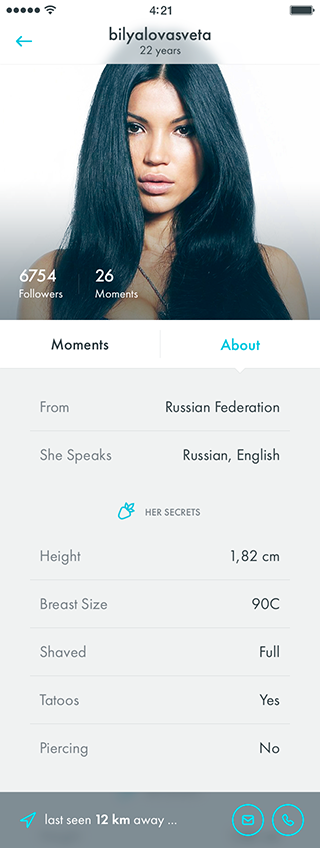 4:21
bilyalovasveta
22 years
6754
Followers
26
Moments
Moments
About
From Russian Federation
She Speaks Russian, English
HER SECRETS
Height 1,82 cm
Breast Size 90C
Shaved Full
Tatoos Yes
Piercing No
last seen 12 km away ...